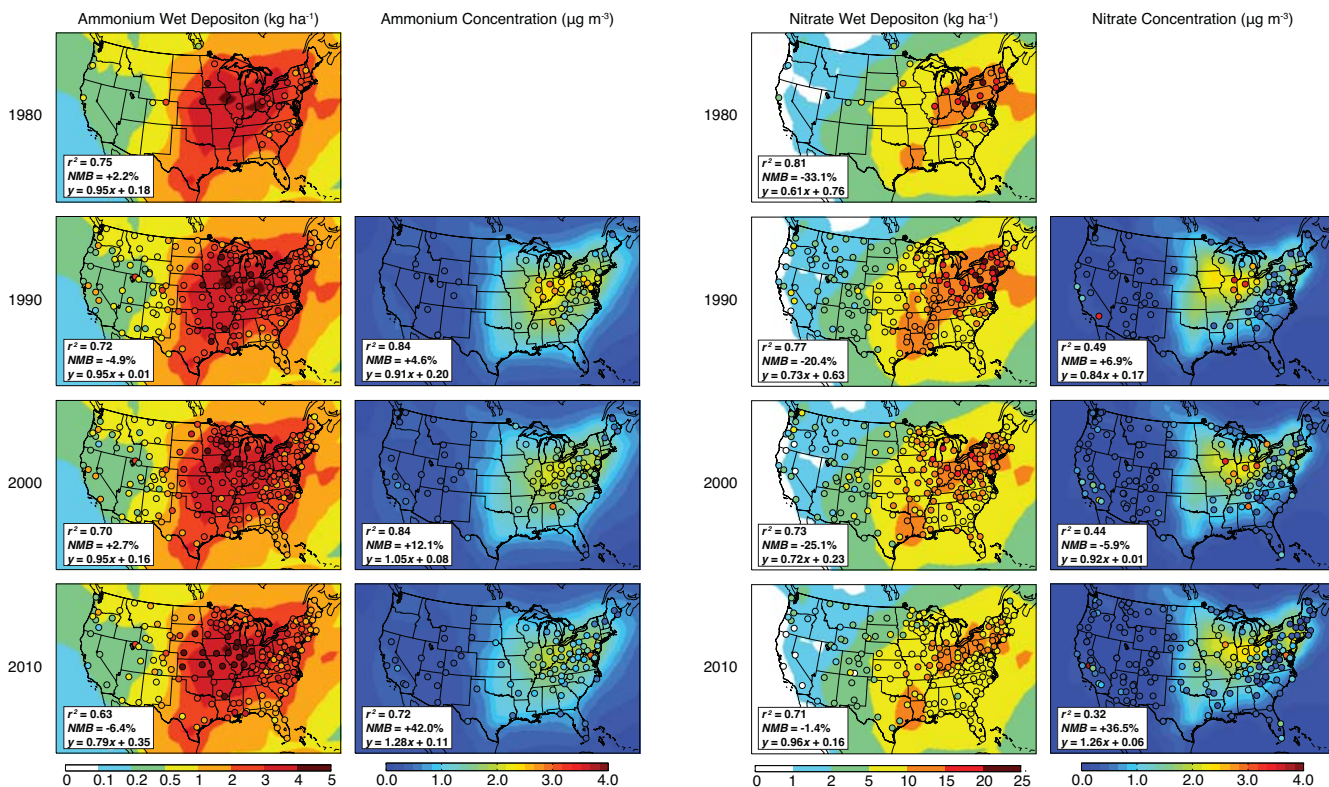 Ammonium Wet Depositon (kg ha⁻¹)
Ammonium Concentration (µg m⁻³)
Nitrate Wet Depositon (kg ha⁻¹)
Nitrate Concentration (µg m⁻³)
1980
r² = 0.75
NMB = +2.2%
y = 0.95x + 0.18
1980
r² = 0.81
NMB = -33.1%
y = 0.61x + 0.76
1990
r² = 0.72
NMB = -4.9%
y = 0.95x + 0.01
r² = 0.84
NMB = +4.6%
y = 0.91x + 0.20
1990
r² = 0.77
NMB = -20.4%
y = 0.73x + 0.63
r² = 0.49
NMB = +6.9%
y = 0.84x + 0.17
2000
r² = 0.70
NMB = +2.7%
y = 0.95x + 0.16
r² = 0.84
NMB = +12.1%
y = 1.05x + 0.08
2000
r² = 0.73
NMB = -25.1%
y = 0.72x + 0.23
r² = 0.44
NMB = -5.9%
y = 0.92x + 0.01
2010
r² = 0.63
NMB = -6.4%
y = 0.79x + 0.35
r² = 0.72
NMB = +42.0%
y = 1.28x + 0.11
2010
r² = 0.71
NMB = -1.4%
y = 0.96x + 0.16
r² = 0.32
NMB = +36.5%
y = 1.26x + 0.06
0 0.1 0.2 0.5 1 2 3 4 5
0.0 1.0 2.0 3.0 4.0
0 1 2 5 10 15 20 25
0.0 1.0 2.0 3.0 4.0